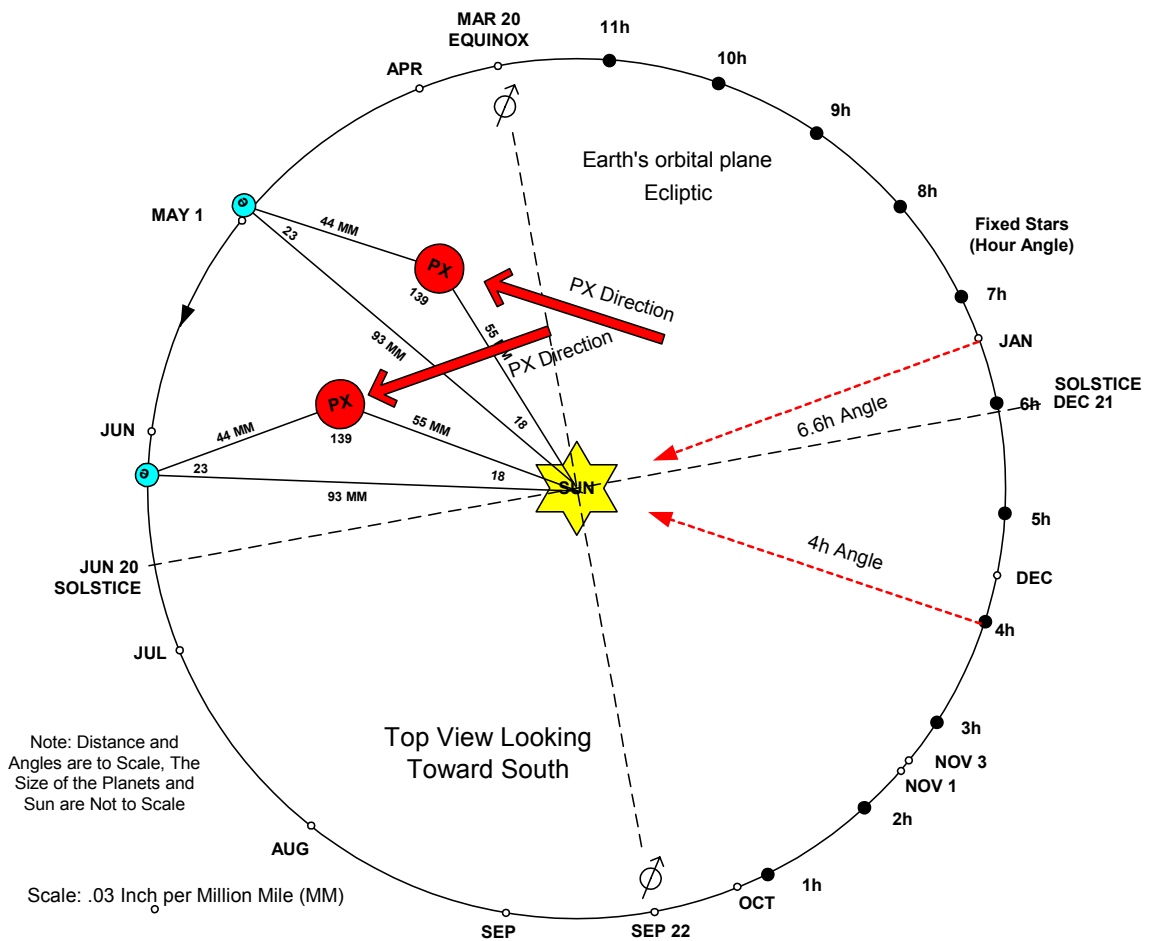 MAR 20
EQUINOX
11h
10h
9h
8h
7h
APR
MAY 1
Earth's orbital plane
Ecliptic
Fixed Stars
(Hour Angle)
e
44 MM
23
PX
139
93 MM
55 MM
18
PX Direction
PX Direction
JAN
SOLSTICE
DEC 21
6h
6.6h Angle
JUN
PX
44 MM
139
55 MM
e
23
18
93 MM
SUN
5h
4h Angle
DEC
4h
JUN 20
SOLSTICE
JUL
Top View Looking
Toward South
3h
NOV 3
NOV 1
2h
Note: Distance and
Angles are to Scale, The
Size of the Planets and
Sun are Not to Scale
AUG
Scale: .03 Inch per Million Mile (MM)
1h
OCT
SEP
SEP 22